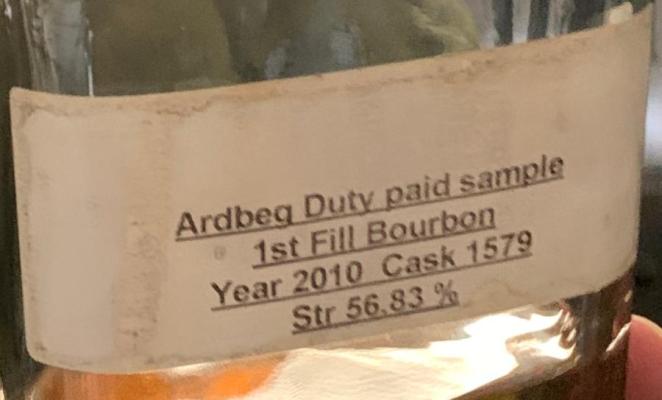 Ardbeg Duty paid sample
1st Fill Bourbon
Year 2010 Cask 1579
Str 56.83 %